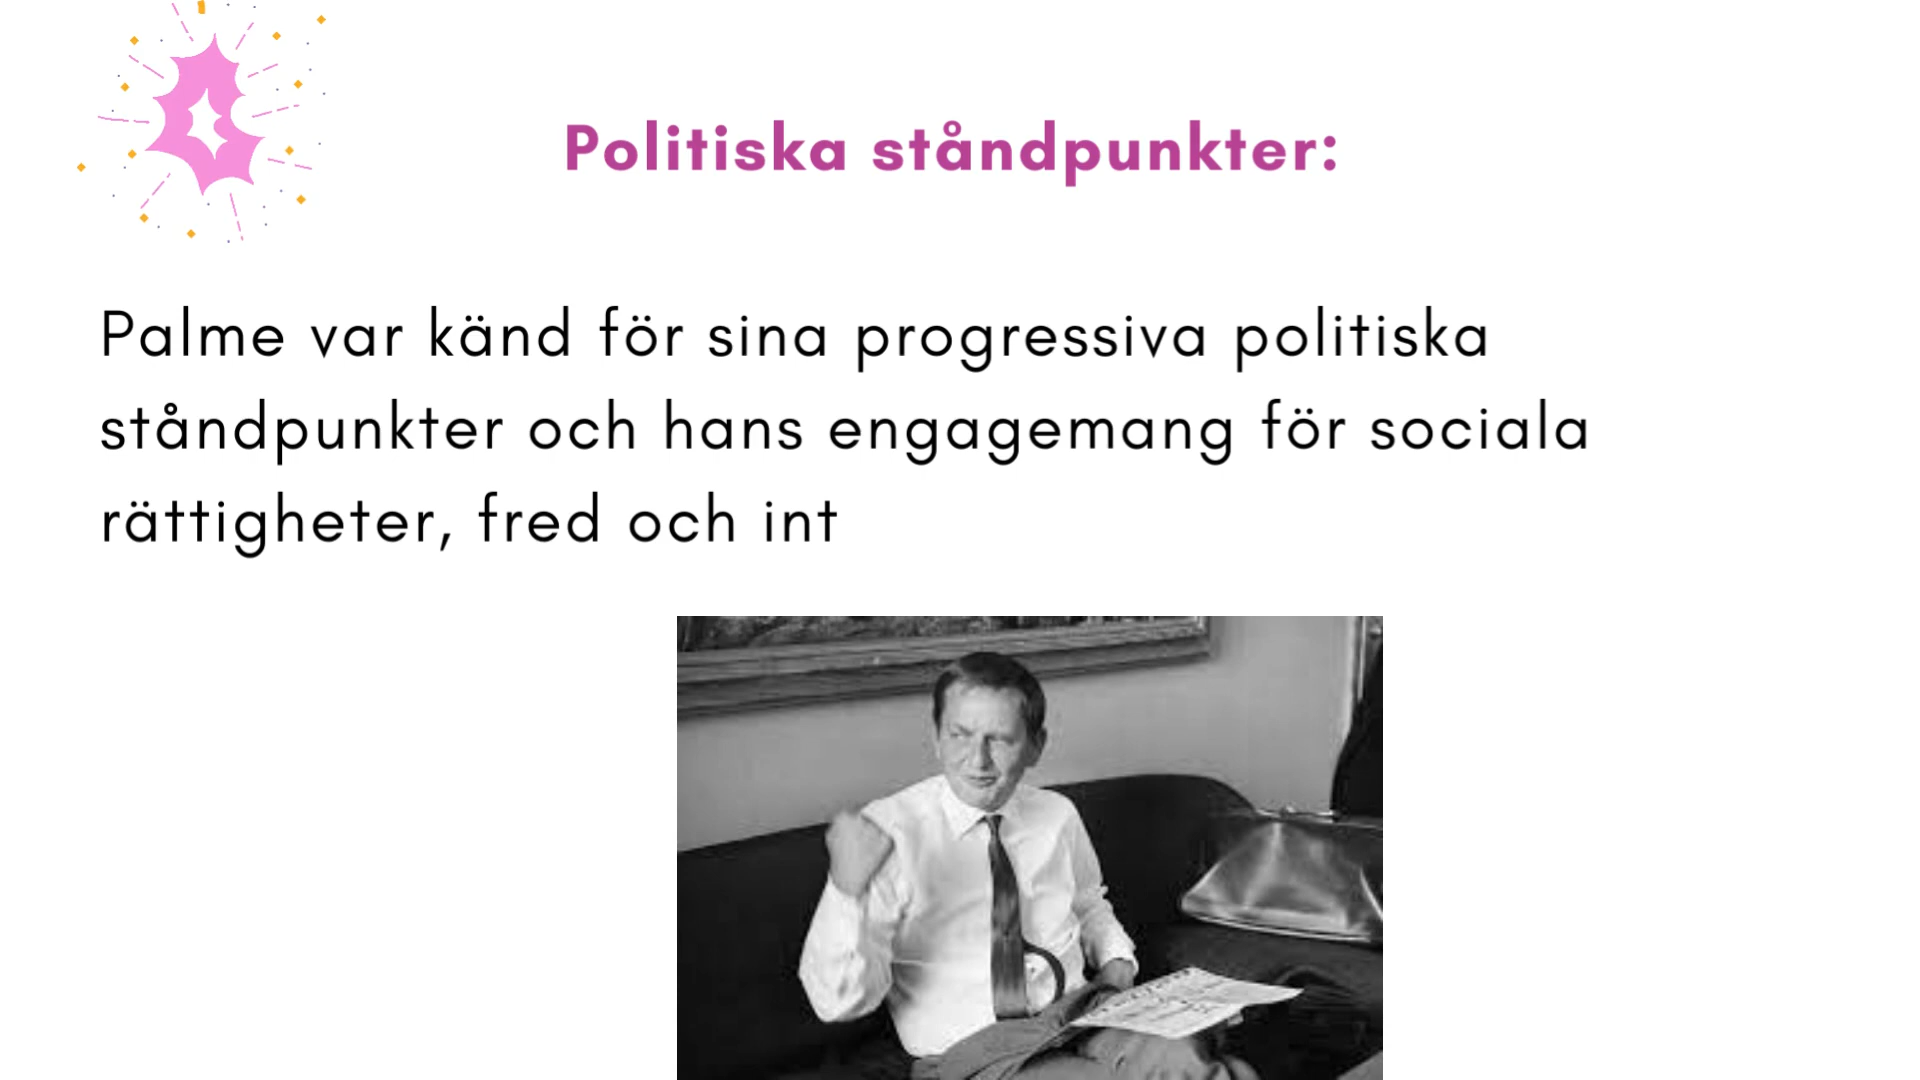 Politiska ståndpunkter:
Palme var känd för sina progressiva politiska
ståndpunkter och hans engagemang för sociala
rättigheter, fred och int